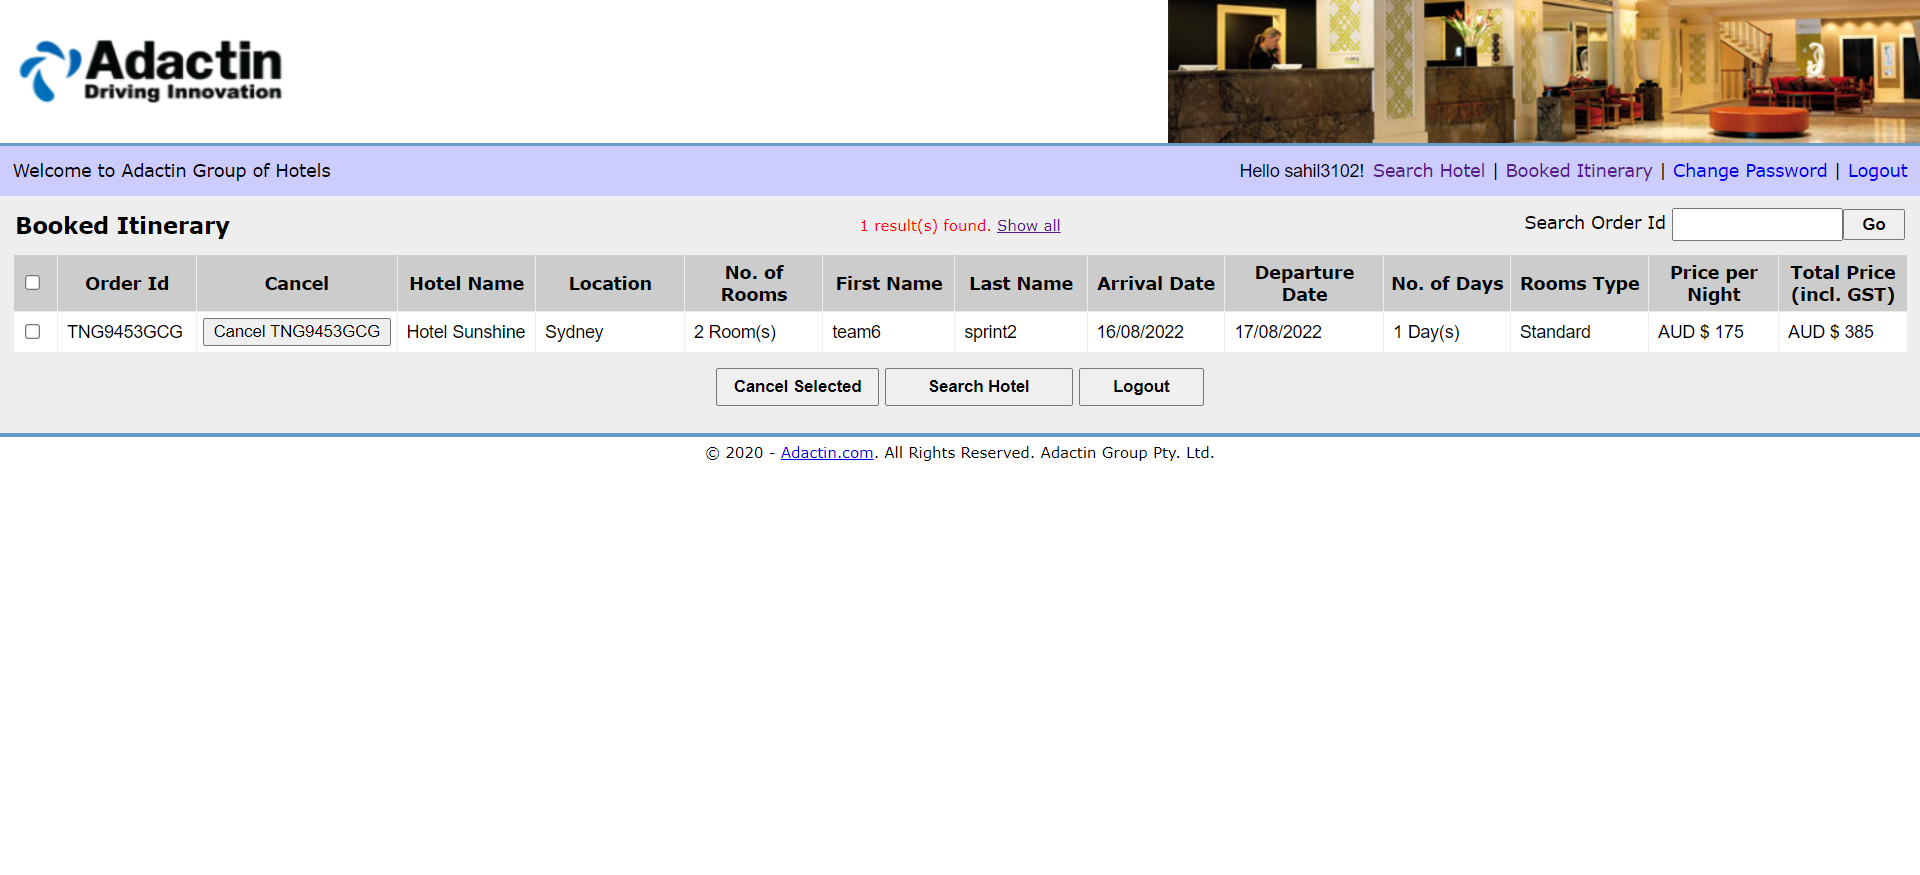 Adactin
Driving Innovation
Welcome to Adactin Group of Hotels
Hello sahil3102! Search Hotel | Booked Itinerary | Change Password | Logout
Booked Itinerary
1 result(s) found. Show all
Search Order Id Go
Order Id Cancel Hotel Name Location No. of Rooms First Name Last Name Arrival Date Departure Date No. of Days Rooms Type Price per Night Total Price (incl. GST)
TNG9453GCG Cancel TNG9453GCG Hotel Sunshine Sydney 2 Room(s) team6 sprint2 16/08/2022 17/08/2022 1 Day(s) Standard AUD $ 175 AUD $ 385
Cancel Selected Search Hotel Logout
© 2020 - Adactin.com. All Rights Reserved. Adactin Group Pty. Ltd.